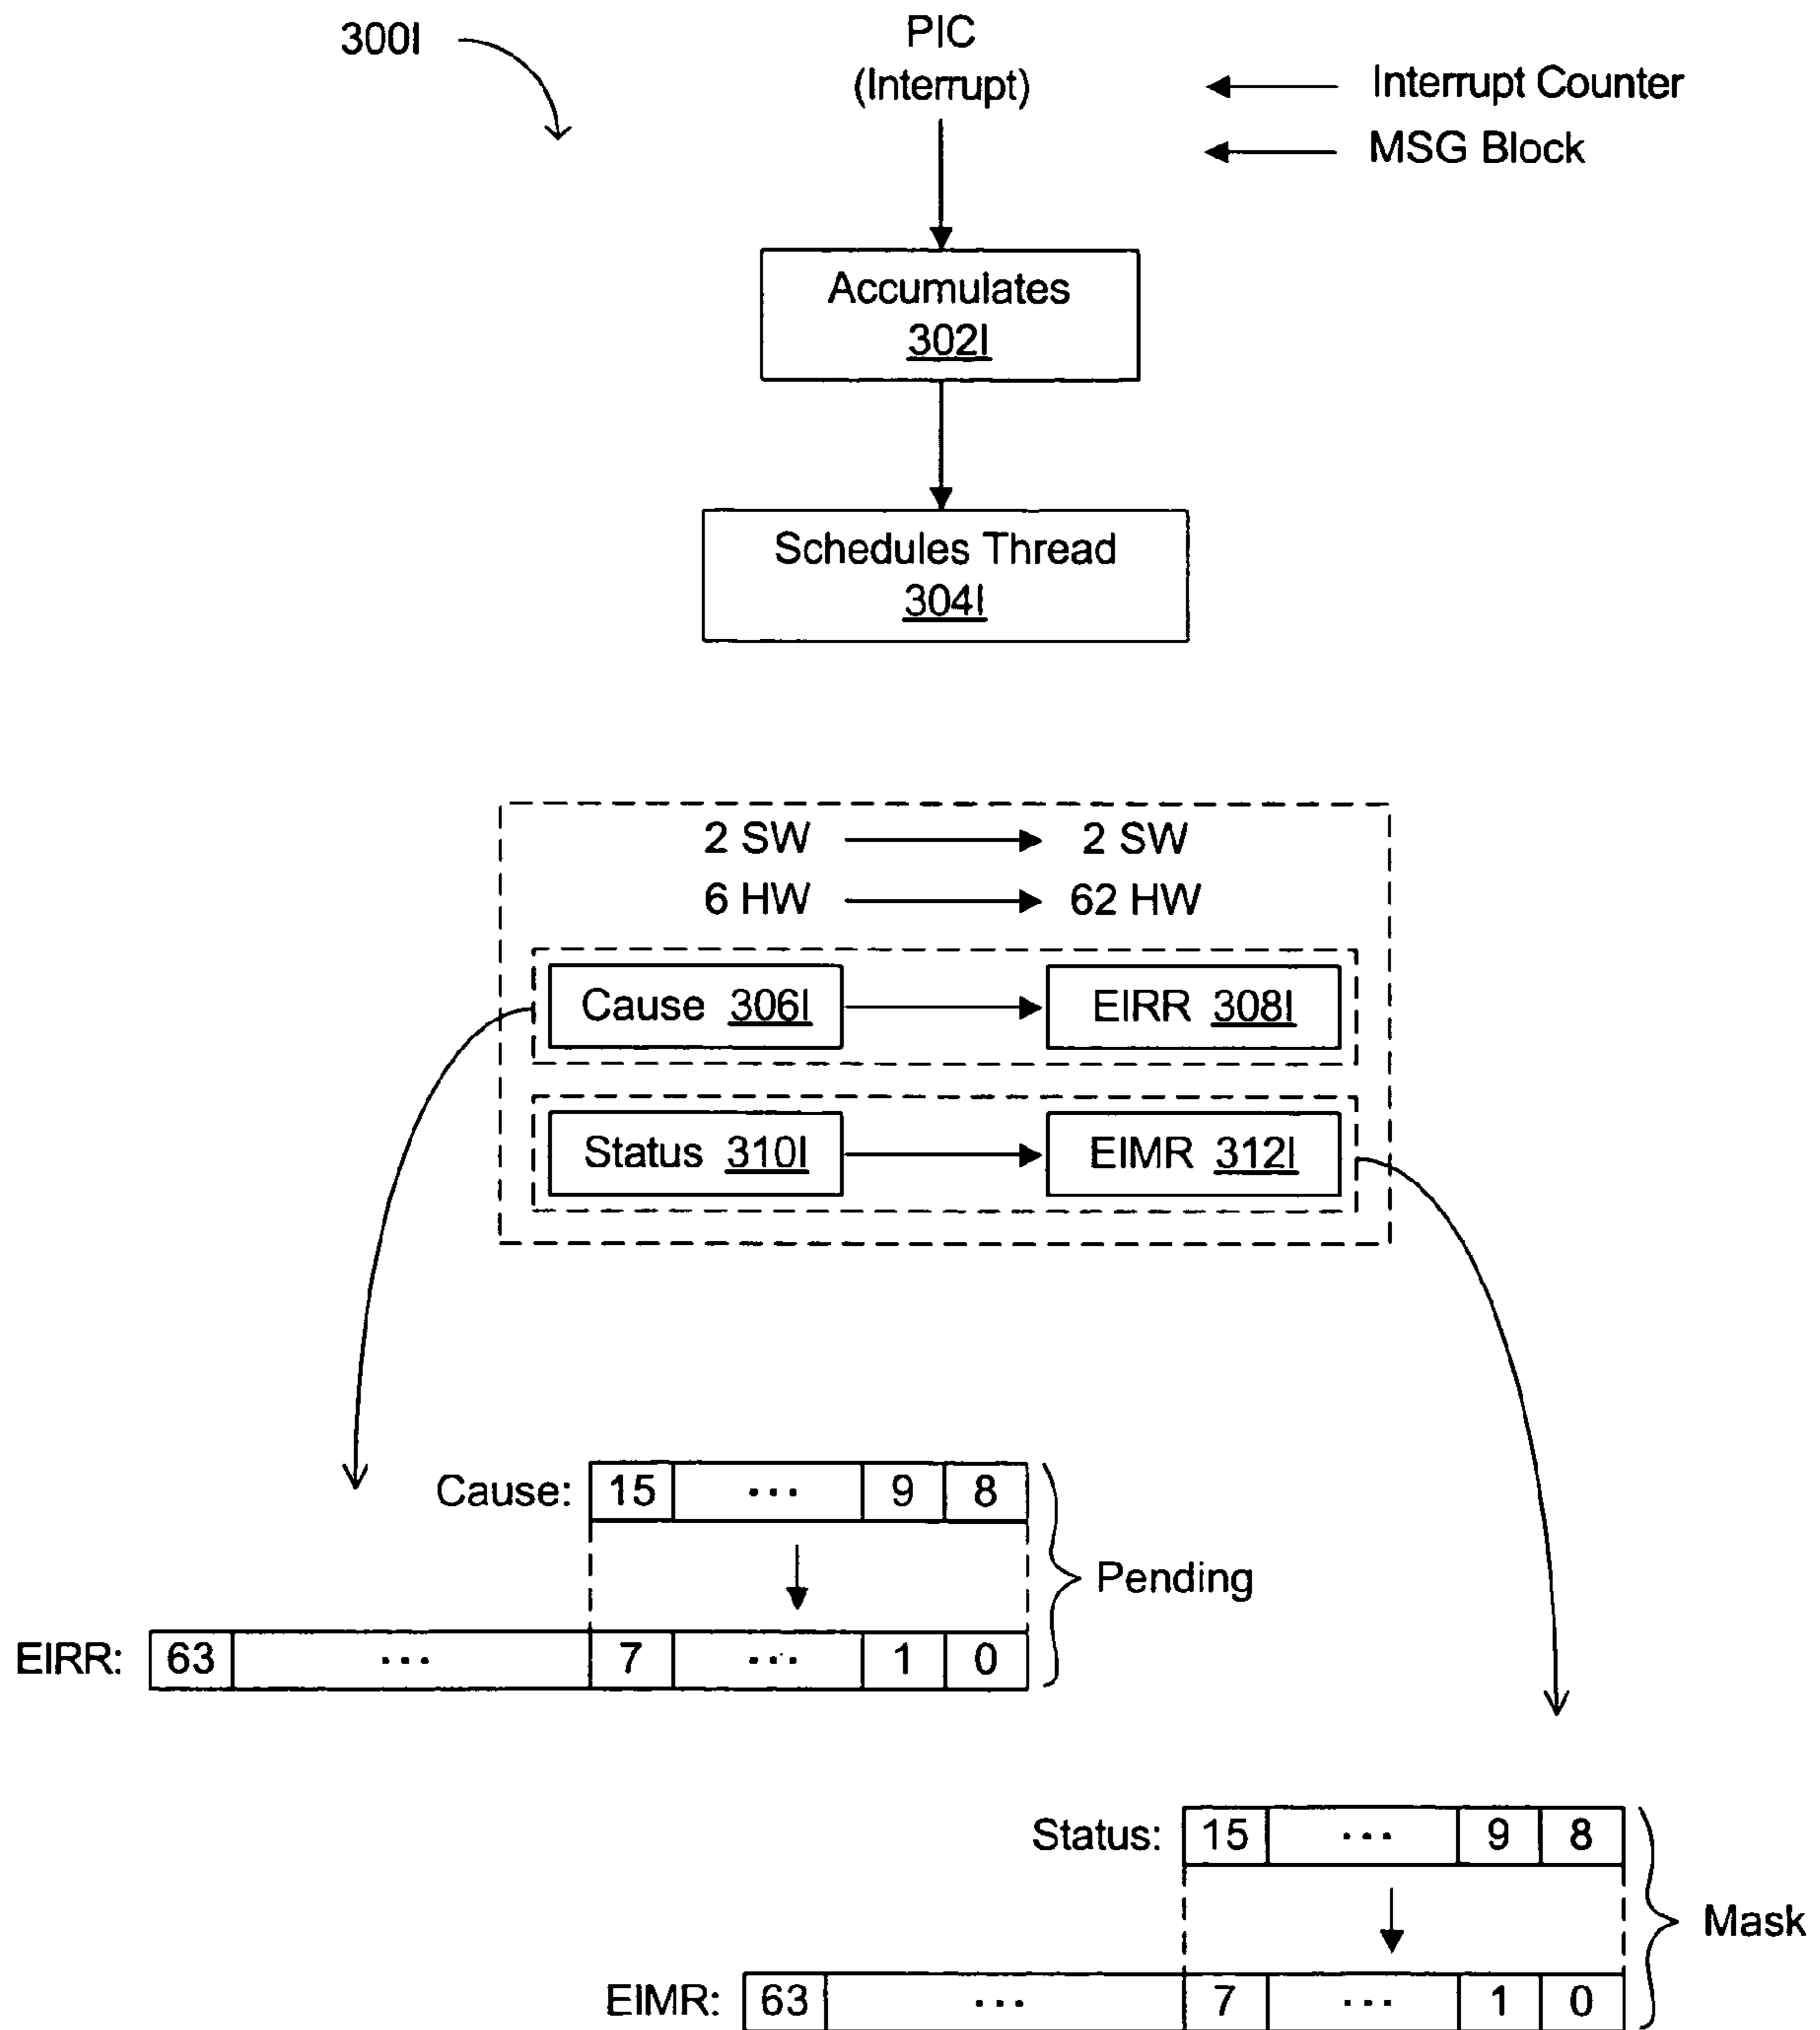 300I
PIC
(Interrupt)
Interrupt Counter
MSG Block
Accumulates
302I
Schedules Thread
304I
2 SW 2 SW
6 HW 62 HW
Cause 306I EIRR 308I
Status 310I EIMR 312I
Cause: 15 ... 9 8
Pending
EIRR: 63 ... 7 ... 1 0
Status: 15 ... 9 8
Mask
EIMR: 63 ... 7 ... 1 0